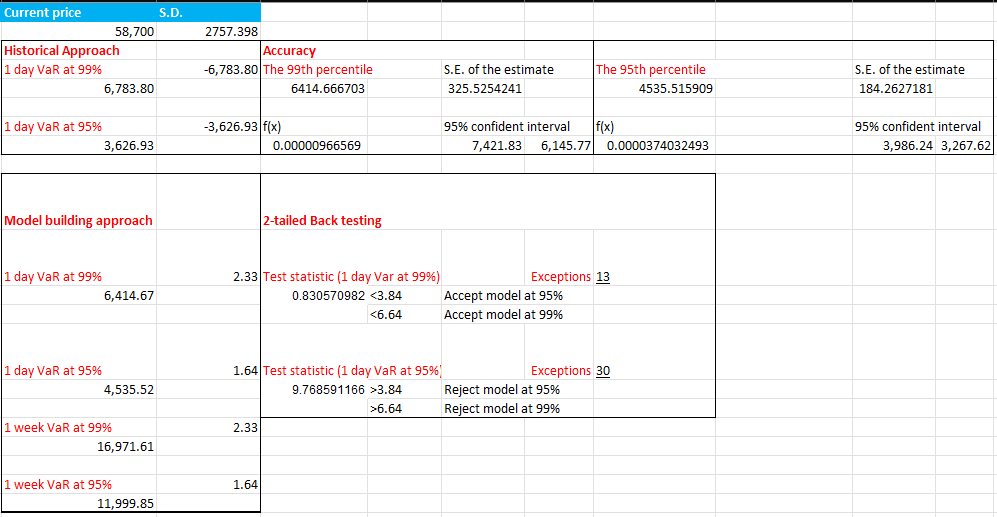 Current price S.D.
58,700 2757.398
Historical Approach Accuracy
1 day VaR at 99% -6,783.80 The 99th percentile S.E. of the estimate The 95th percentile S.E. of the estimate
6,783.80 6414.666703 325.5254241 4535.515909 184.2627181
1 day VaR at 95% -3,626.93 f(x) 95% confident interval f(x) 95% confident interval
3,626.93 0.00000966569 7,421.83 6,145.77 0.0000374032493 3,986.24 3,267.62
Model building approach 2-tailed Back testing
1 day VaR at 99% 2.33 Test statistic (1 day Var at 99%) Exceptions 13
6,414.67 0.830570982 <3.84 Accept model at 95%
<6.64 Accept model at 99%
1 day VaR at 95% 1.64 Test statistic (1 day VaR at 95%) Exceptions 30
4,535.52 9.768591166 >3.84 Reject model at 95%
>6.64 Reject model at 99%
1 week VaR at 99% 2.33
16,971.61
1 week VaR at 95% 1.64
11,999.85